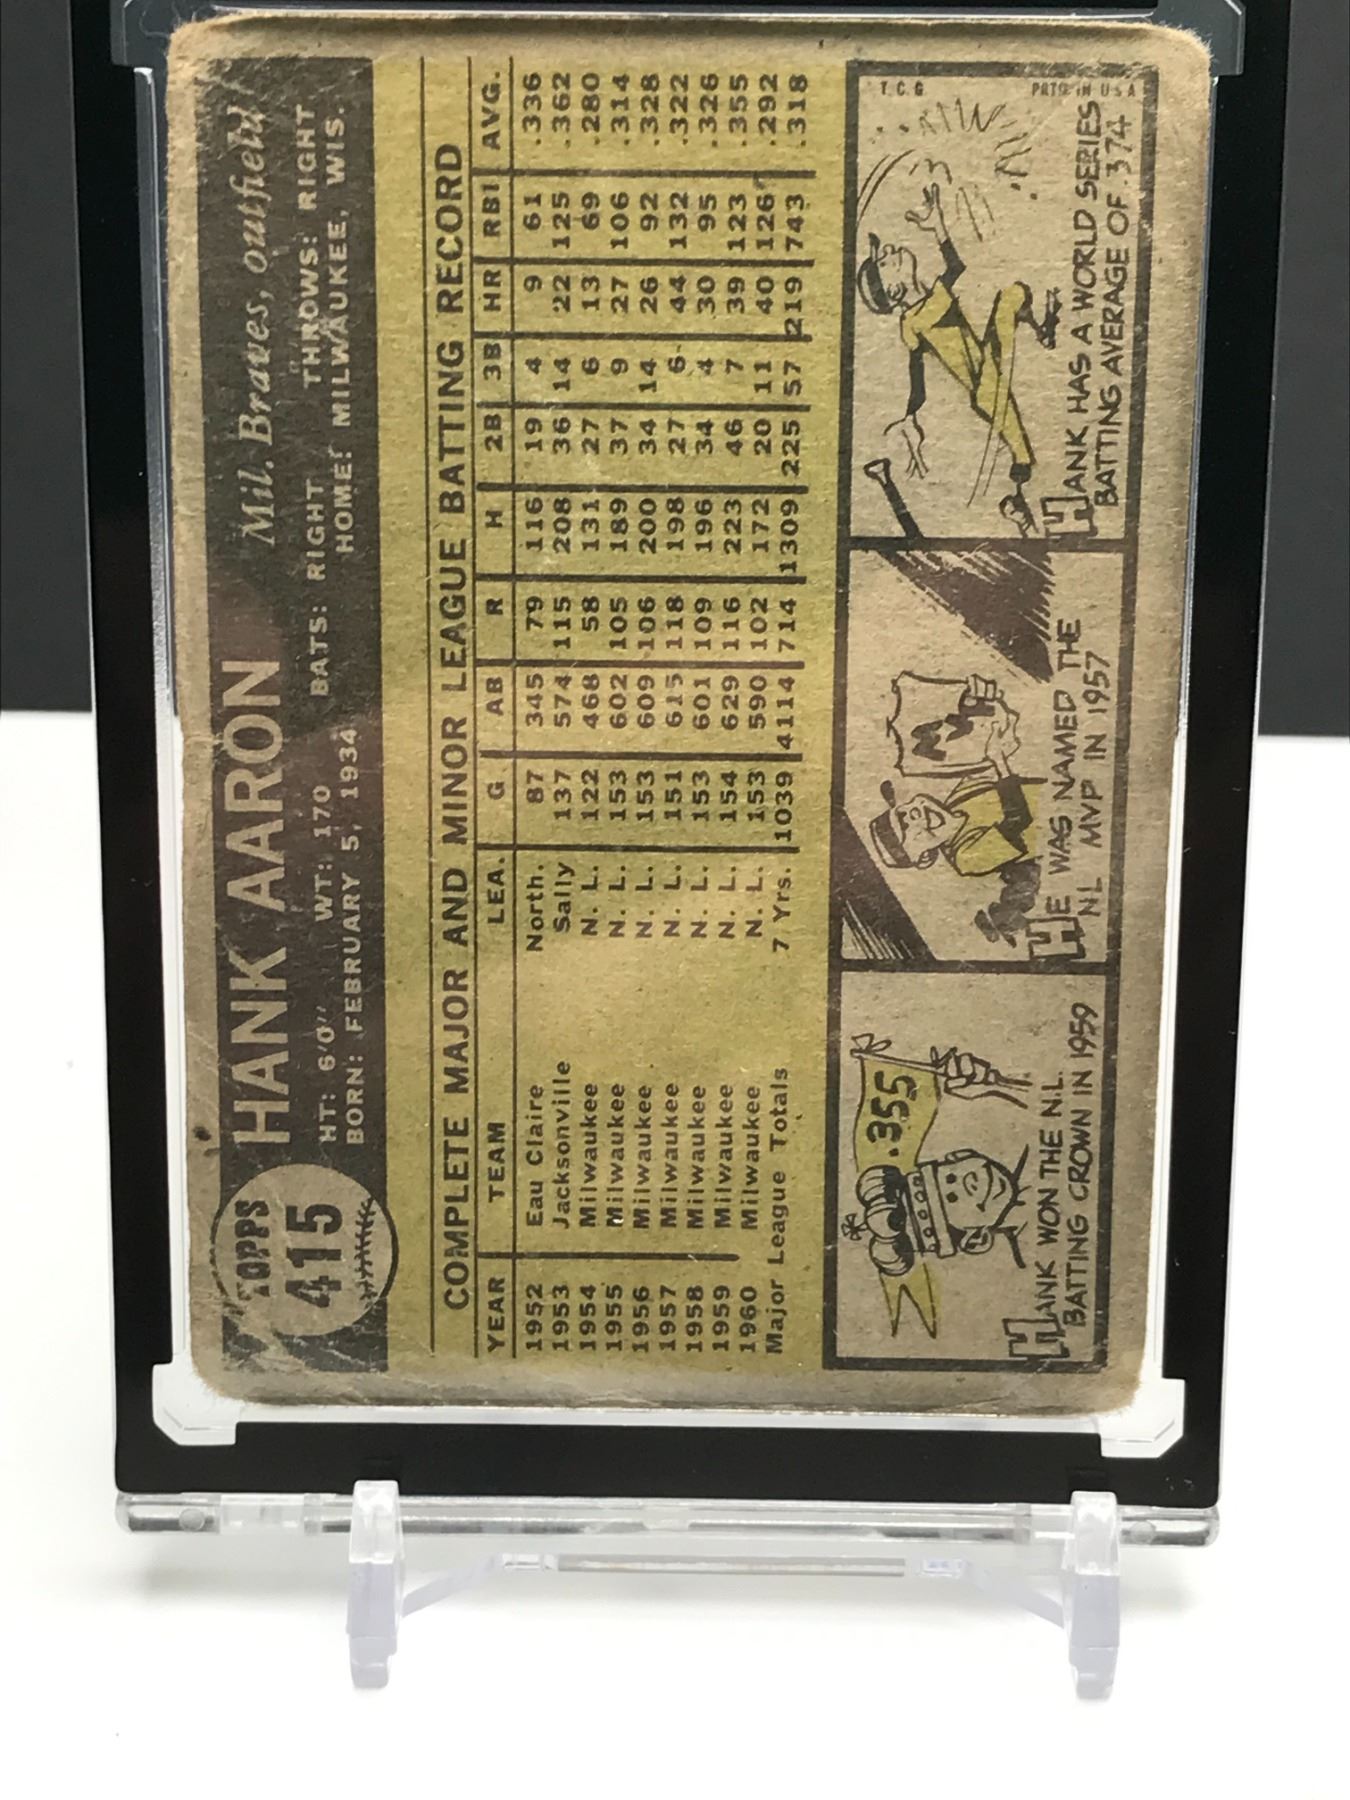 TOPPS
415
HANK AARON
Mil. Braves, outfield
HT: 6'0" WT: 170 BATS: RIGHT THROWS: RIGHT
BORN: FEBRUARY 5, 1934 HOME: MILWAUKEE, WIS.
COMPLETE MAJOR AND MINOR LEAGUE BATTING RECORD
YEAR TEAM LEA. G AB R H 2B 3B HR RBI AVG.
1952 Eau Claire North. 87 345 79 116 19 4 9 61 .336
1953 Jacksonville Sally 137 574 115 208 36 14 22 125 .362
1954 Milwaukee N. L. 122 468 58 131 27 6 13 69 .280
1955 Milwaukee N. L. 153 602 105 189 37 9 27 106 .314
1956 Milwaukee N. L. 153 609 106 200 34 14 26 92 .328
1957 Milwaukee N. L. 151 615 118 198 27 6 44 132 .322
1958 Milwaukee N. L. 153 601 109 196 34 4 30 95 .326
1959 Milwaukee N. L. 154 629 116 223 46 7 39 123 .355
1960 Milwaukee N. L. 153 590 102 172 20 11 40 126 .292
Major League Totals 7 Yrs. 1039 4114 714 1309 225 57 219 743 .318
.355
HANK WON THE N.L.
BATTING CROWN IN 1959
M
HE WAS NAMED THE
NL MVP IN 1957
T.C.G. PRTD IN USA
HANK HAS A WORLD SERIES
BATTING AVERAGE OF .374